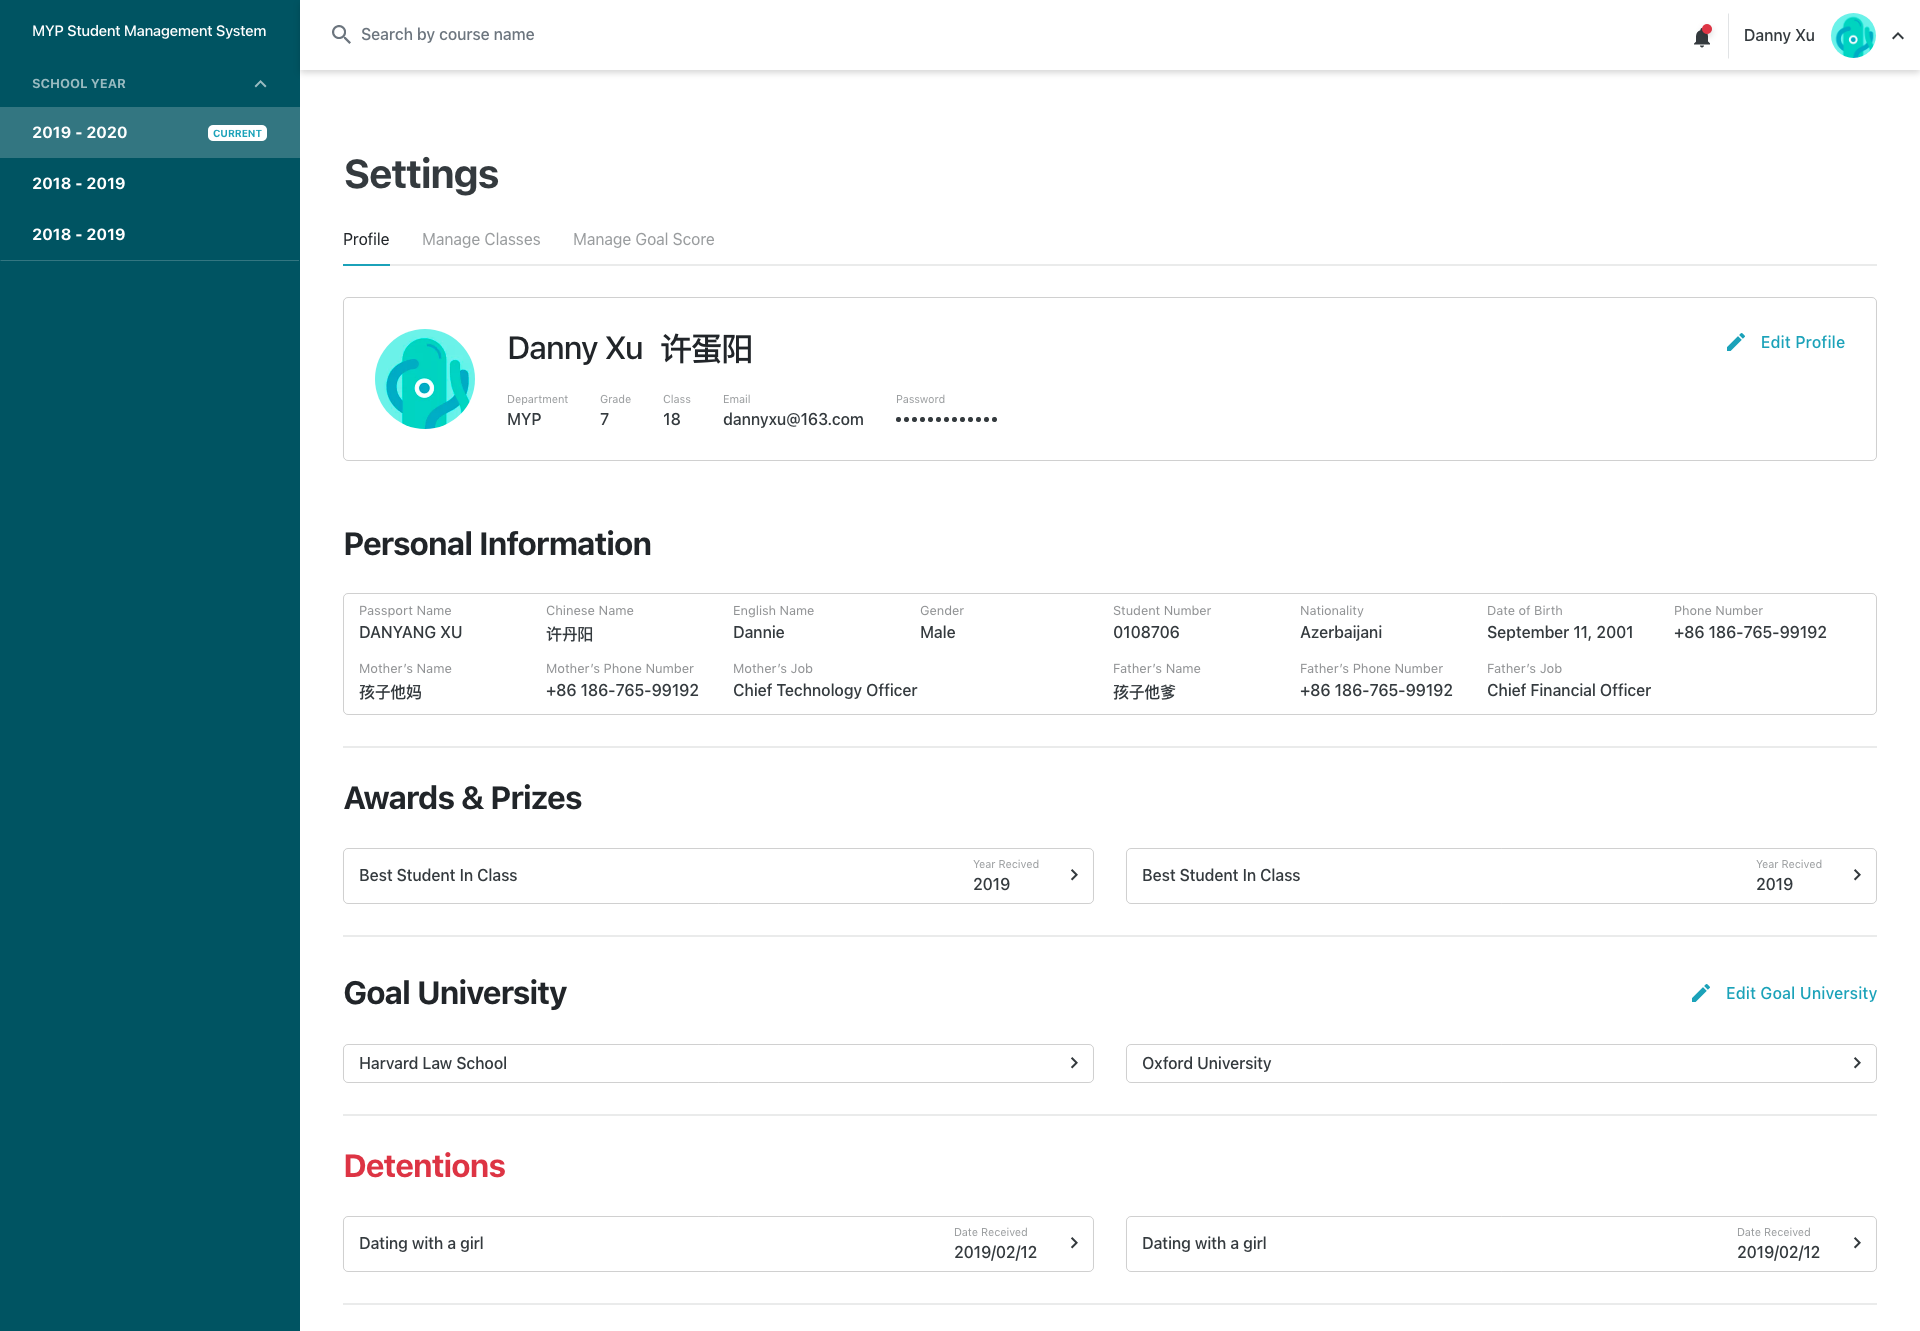 MYP Student Management System
SCHOOL YEAR
2019 - 2020
CURRENT
2018 - 2019
2018 - 2019
Search by course name
Danny Xu
Settings
Profile
Manage Classes
Manage Goal Score
Danny Xu 许蛋阳
Edit Profile
Department
MYP
Grade
7
Class
18
Email
dannyxu@163.com
Password
•••••••••••••
Personal Information
Passport Name
DANYANG XU
Chinese Name
许丹阳
English Name
Dannie
Gender
Male
Student Number
0108706
Nationality
Azerbaijani
Date of Birth
September 11, 2001
Phone Number
+86 186-765-99192
Mother’s Name
孩子他妈
Mother’s Phone Number
+86 186-765-99192
Mother’s Job
Chief Technology Officer
Father’s Name
孩子他爹
Father’s Phone Number
+86 186-765-99192
Father’s Job
Chief Financial Officer
Awards & Prizes
Best Student In Class
Year Recived
2019
Best Student In Class
Year Recived
2019
Goal University
Edit Goal University
Harvard Law School
Oxford University
Detentions
Dating with a girl
Date Received
2019/02/12
Dating with a girl
Date Received
2019/02/12